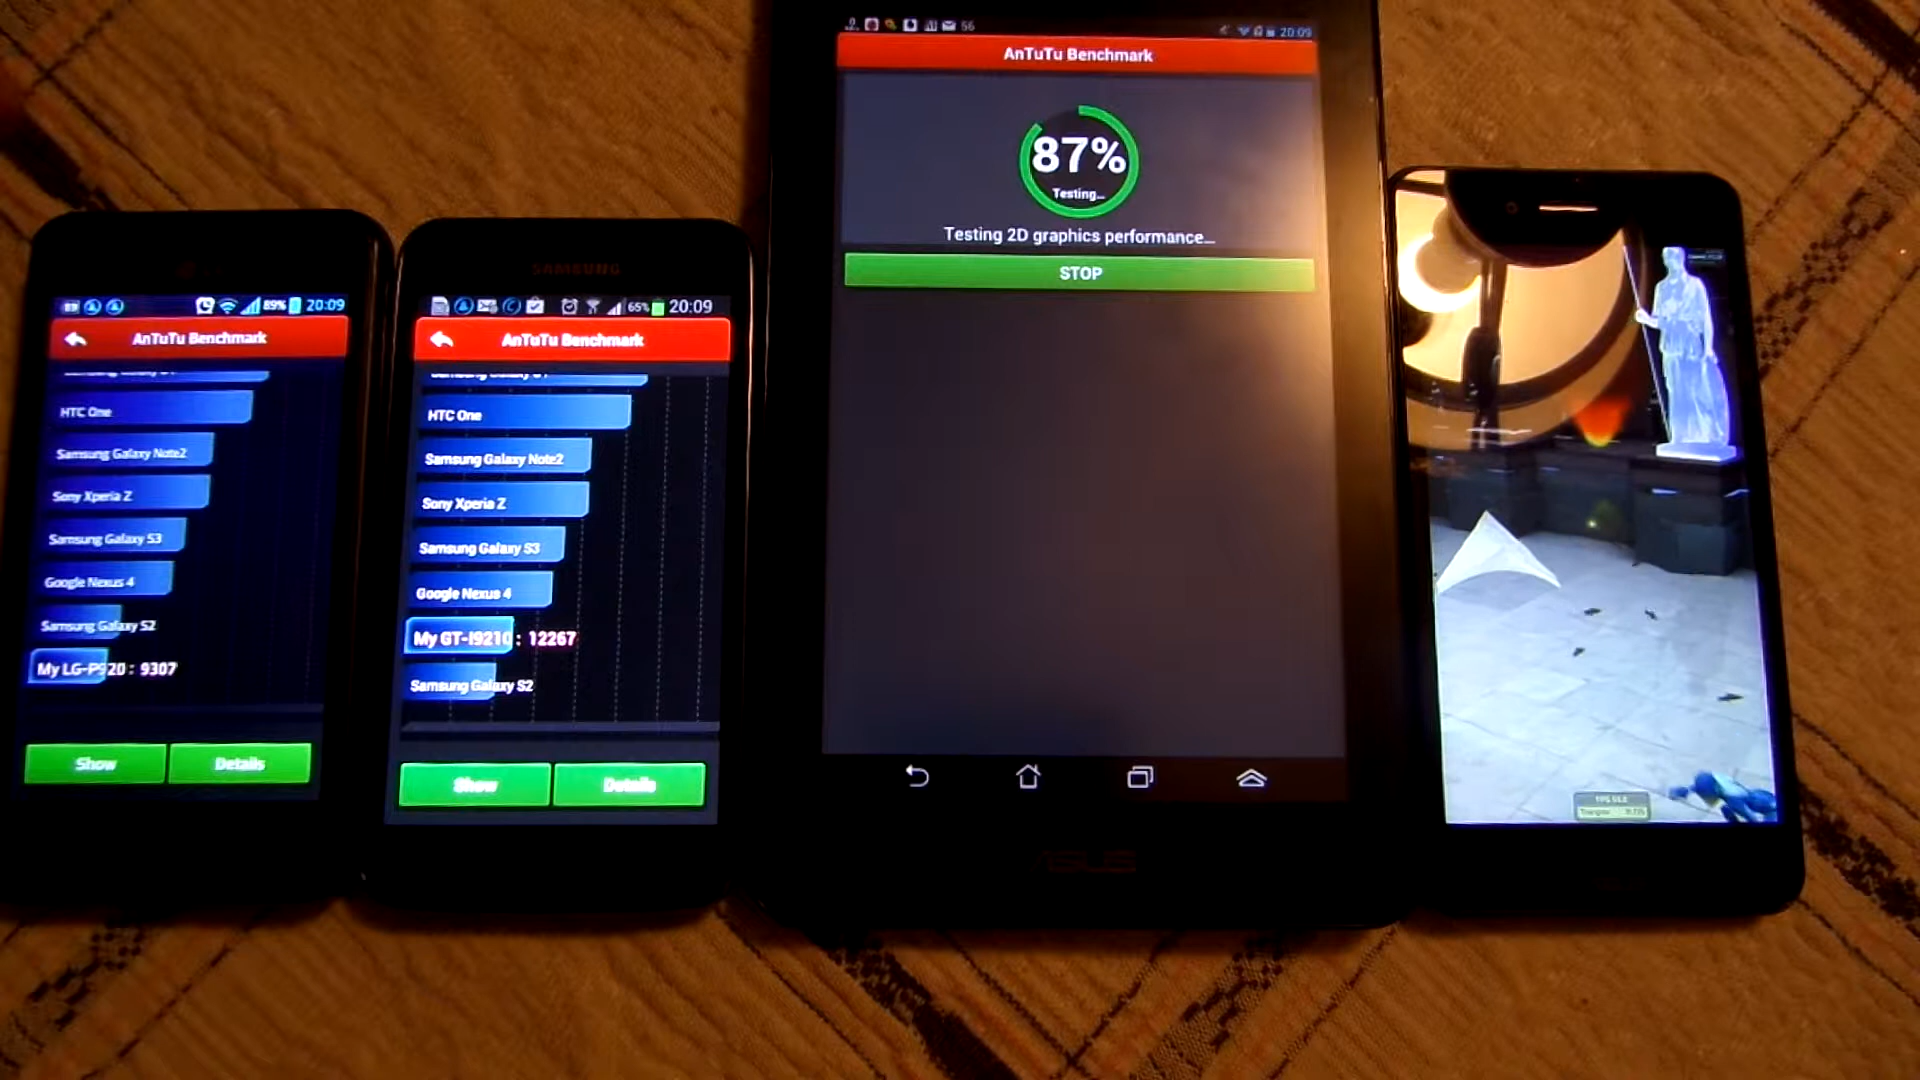 89% 20:09
AnTuTu Benchmark
HTC One
Samsung Galaxy Note2
Sony Xperia Z
Samsung Galaxy S3
Google Nexus 4
Samsung Galaxy S2
My LG-P920 : 9307
Show Details
SAMSUNG
65% 20:09
AnTuTu Benchmark
HTC One
Samsung Galaxy Note2
Sony Xperia Z
Samsung Galaxy S3
Google Nexus 4
My GT-I9210 : 12267
Samsung Galaxy S2
Show Details
56 20:09
AnTuTu Benchmark
87%
Testing...
Testing 2D graphics performance...
STOP
ASUS